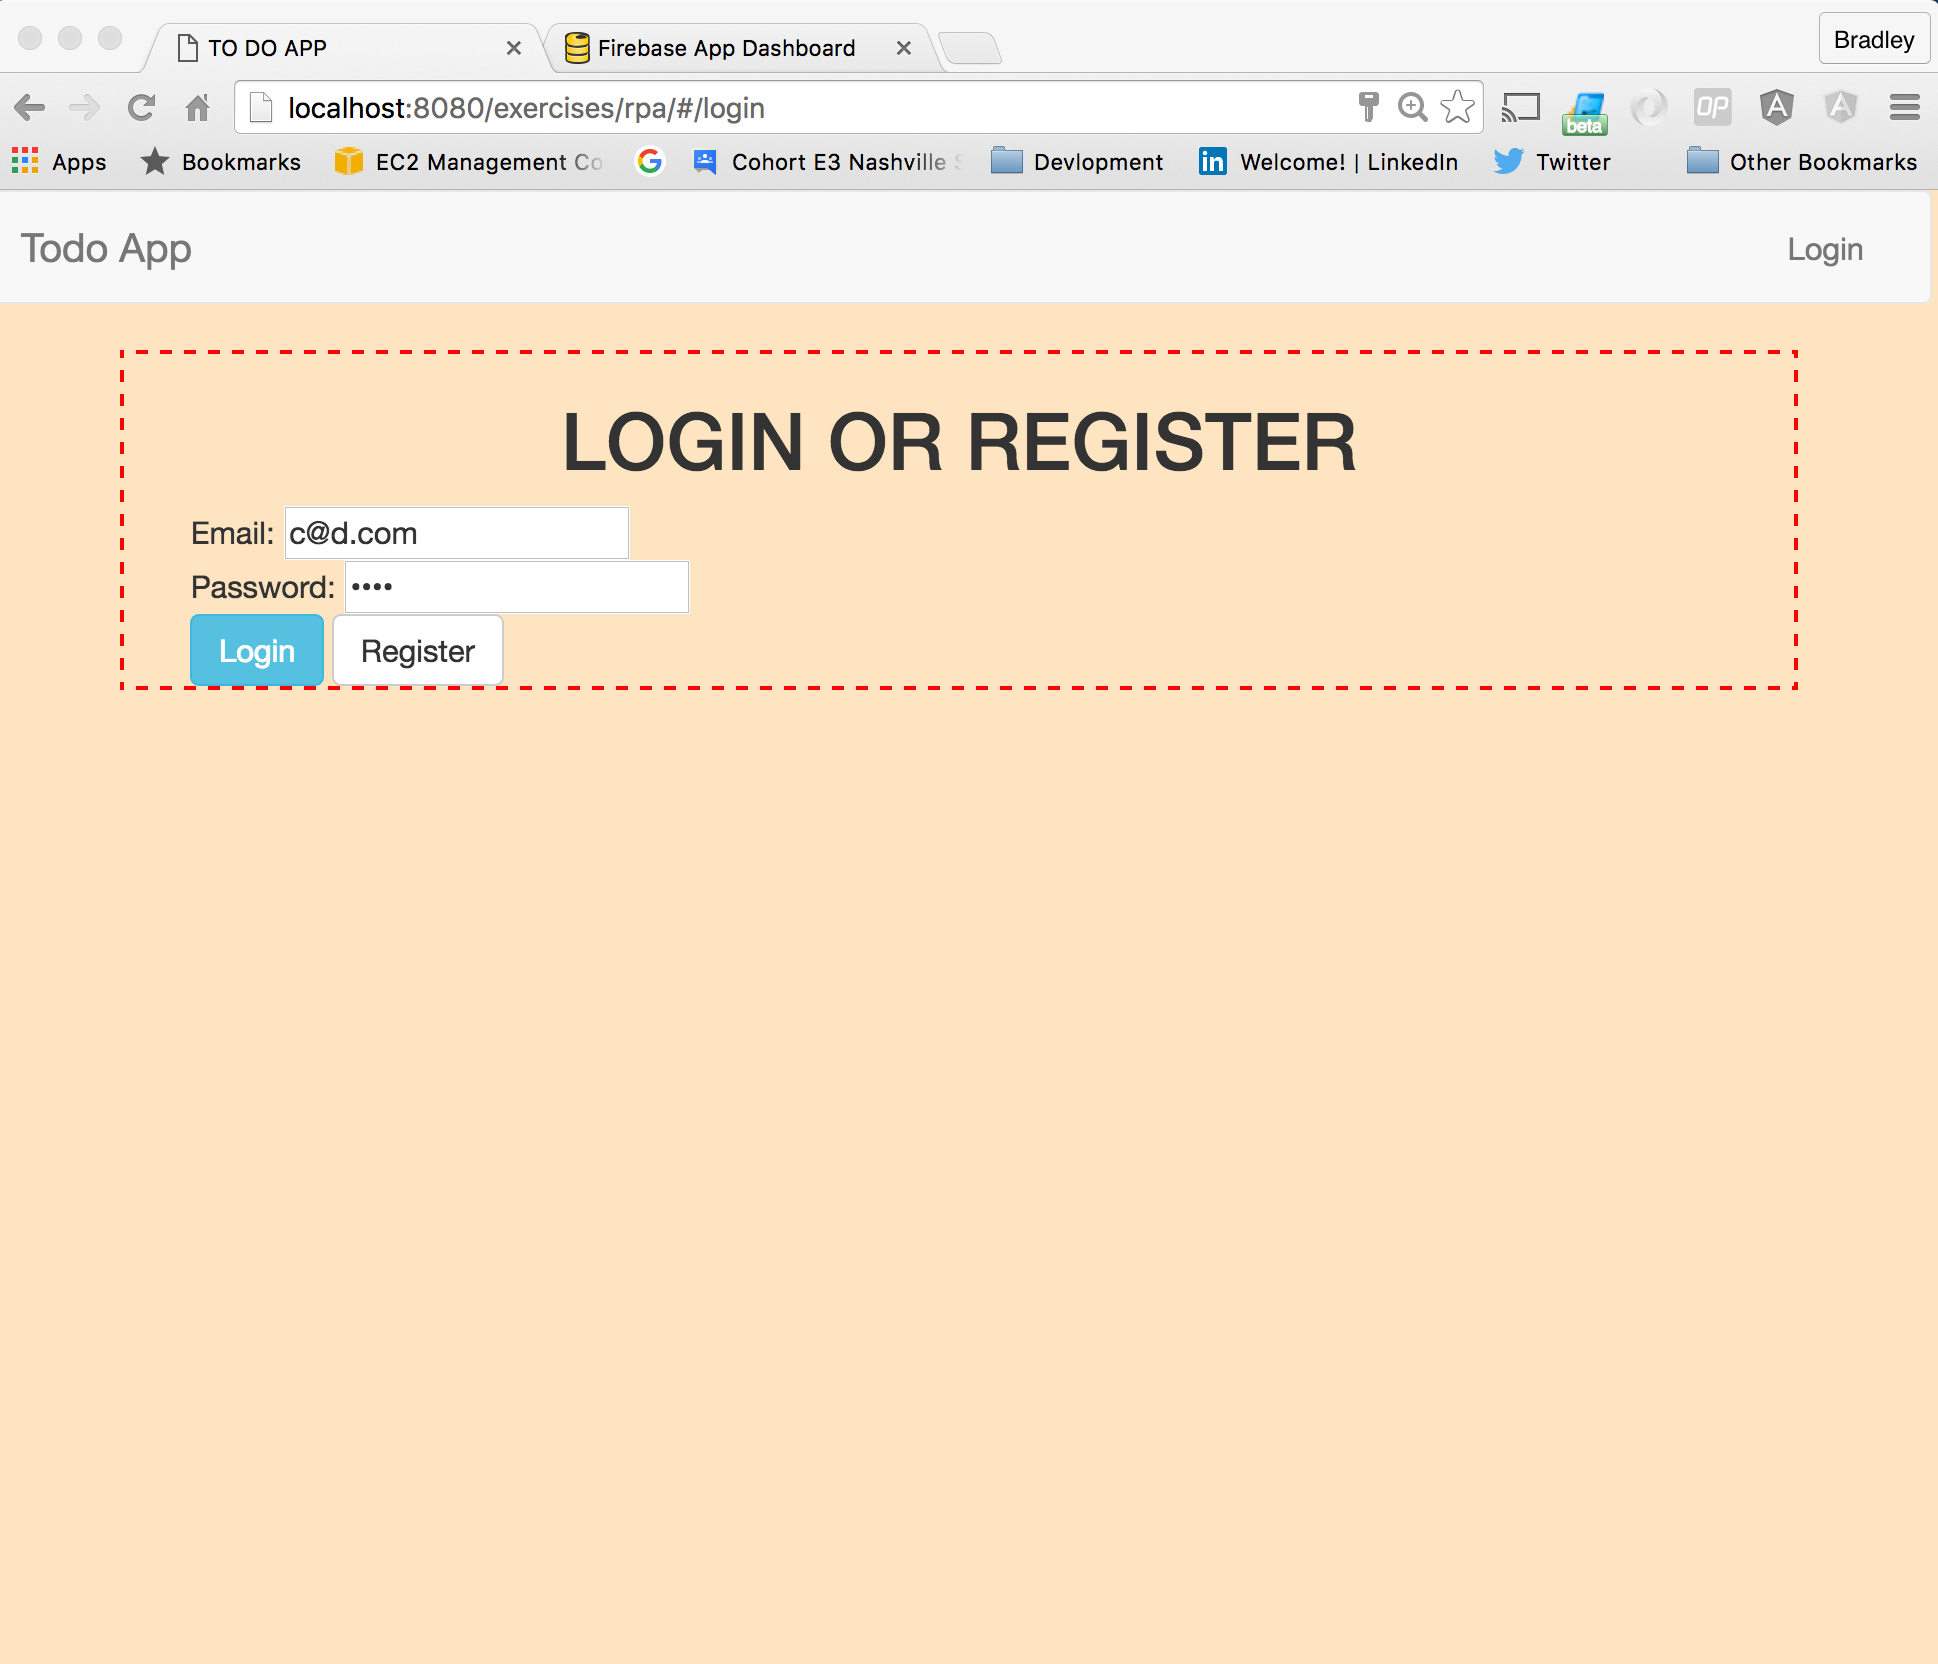 TO DO APP
Firebase App Dashboard
Bradley
localhost:8080/exercises/rpa/#/login
OP
A
A
beta
Apps
Bookmarks
EC2 Management Co
G
Cohort E3 Nashville S
Devlopment
in
Welcome! | LinkedIn
Twitter
Other Bookmarks
Todo App
Login
LOGIN OR REGISTER
Email: c@d.com
Password: ••••
Login
Register